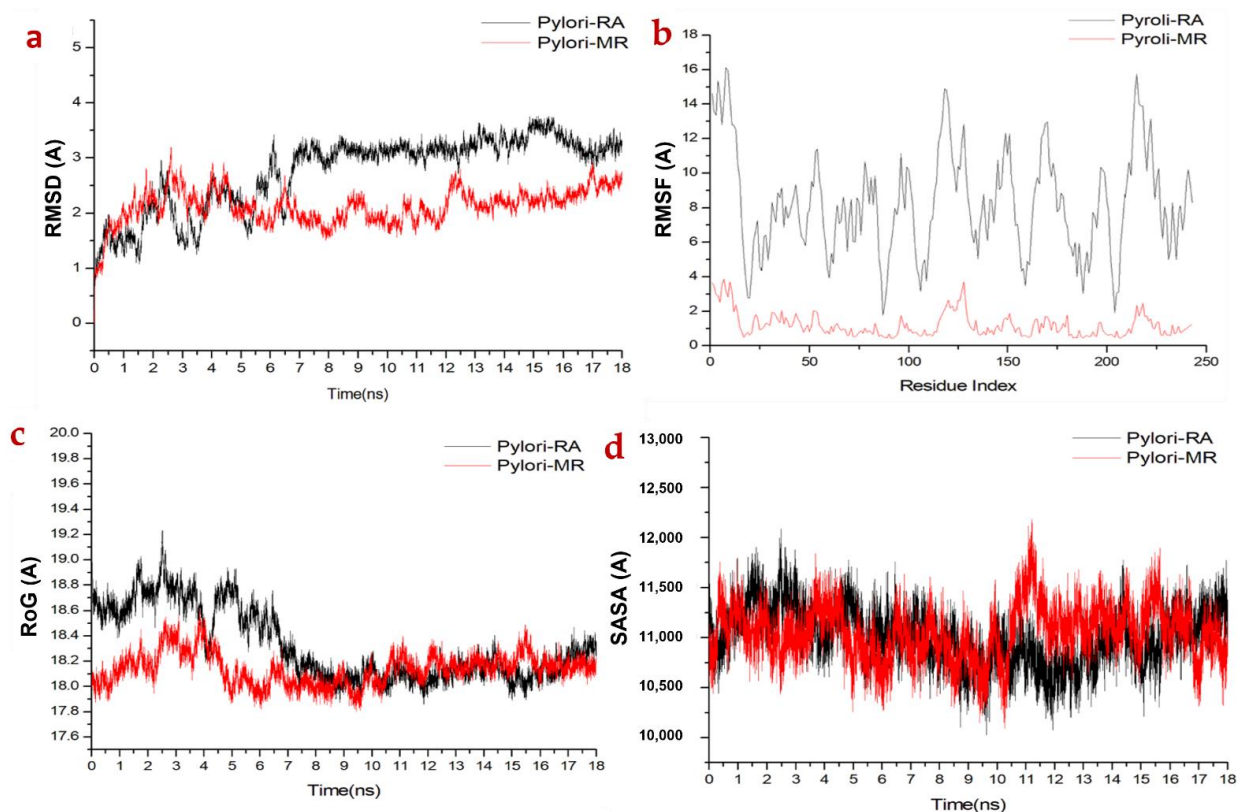 a
Pylori-RA
Pylori-MR
5
4
3
2
1
0
RMSD (A)
0 1 2 3 4 5 6 7 8 9 10 11 12 13 14 15 16 17 18
Time(ns)
b
Pyroli-RA
Pyroli-MR
18
16
14
12
10
8
6
4
2
0
RMSF (A)
0 50 100 150 200 250
Residue Index
c
Pylori-RA
Pylori-MR
20.0
19.8
19.6
19.4
19.2
19.0
18.8
18.6
18.4
18.2
18.0
17.8
17.6
RoG (A)
0 1 2 3 4 5 6 7 8 9 10 11 12 13 14 15 16 17 18
Time(ns)
d
Pylori-RA
Pylori-MR
13,000
12,500
12,000
11,500
11,000
10,500
10,000
SASA (A)
0 1 2 3 4 5 6 7 8 9 10 11 12 13 14 15 16 17 18
Time(ns)